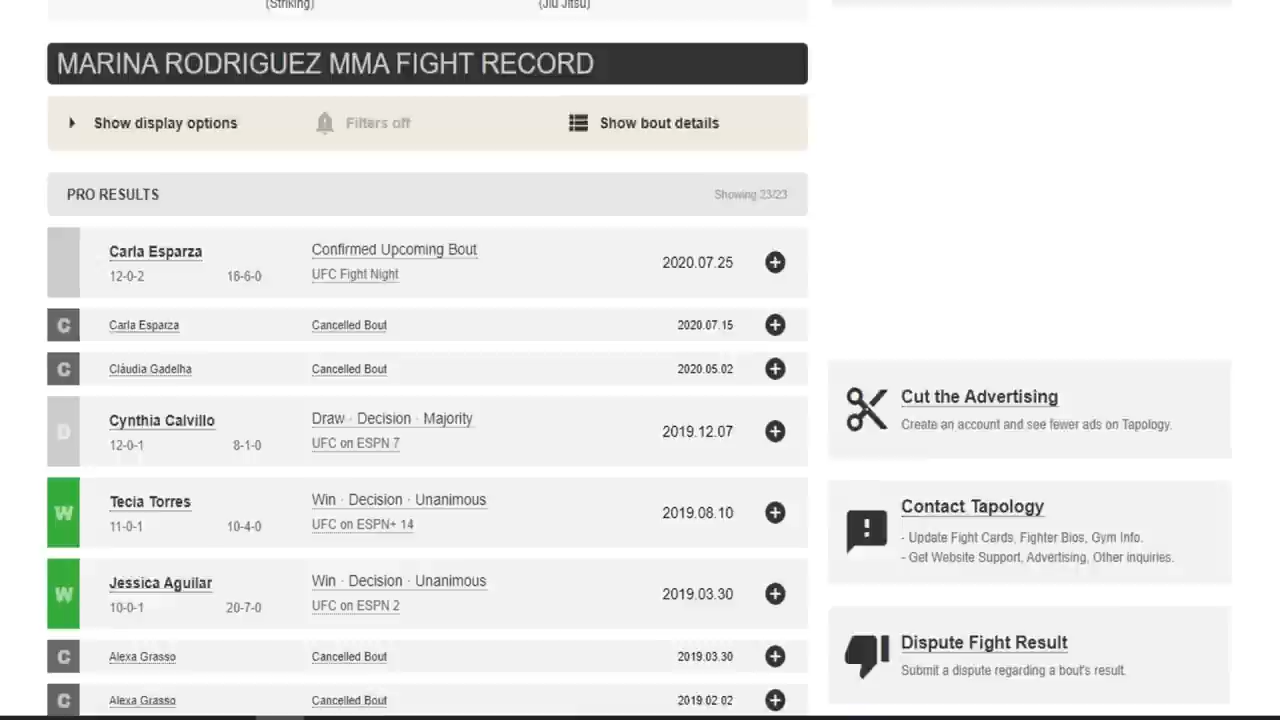 (Striking) (Jiu Jitsu)
MARINA RODRIGUEZ MMA FIGHT RECORD
Show display options Filters off Show bout details
PRO RESULTS Showing 23/23
Carla Esparza Confirmed Upcoming Bout 2020.07.25
12-0-2 16-6-0 UFC Fight Night
C Carla Esparza Cancelled Bout 2020.07.15
C Cláudia Gadelha Cancelled Bout 2020.05.02
D Cynthia Calvillo Draw · Decision · Majority 2019.12.07
12-0-1 8-1-0 UFC on ESPN 7
W Tecia Torres Win · Decision · Unanimous 2019.08.10
11-0-1 10-4-0 UFC on ESPN+ 14
W Jessica Aguilar Win · Decision · Unanimous 2019.03.30
10-0-1 20-7-0 UFC on ESPN 2
C Alexa Grasso Cancelled Bout 2019.03.30
C Alexa Grasso Cancelled Bout 2019.02.02
Cut the Advertising
Create an account and see fewer ads on Tapology.
Contact Tapology
- Update Fight Cards, Fighter Bios, Gym Info.
- Get Website Support, Advertising, Other inquiries.
Dispute Fight Result
Submit a dispute regarding a bout's result.